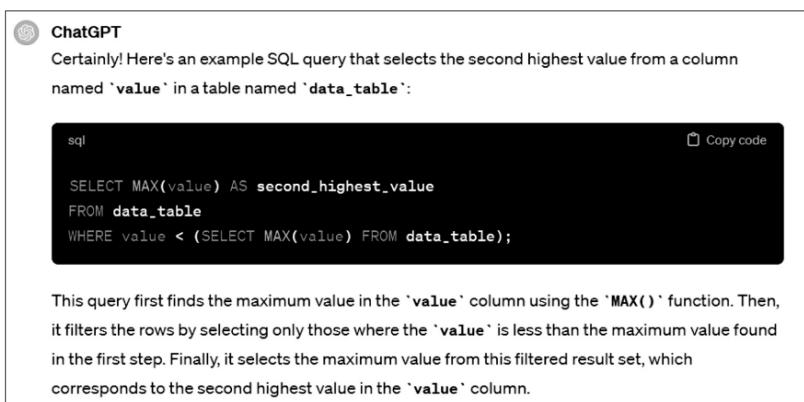 ChatGPT
Certainly! Here's an example SQL query that selects the second highest value from a column
named `value` in a table named `data_table`:
sql
Copy code
SELECT MAX(value) AS second_highest_value
FROM data_table
WHERE value < (SELECT MAX(value) FROM data_table);
This query first finds the maximum value in the `value` column using the `MAX()` function. Then,
it filters the rows by selecting only those where the `value` is less than the maximum value found
in the first step. Finally, it selects the maximum value from this filtered result set, which
corresponds to the second highest value in the `value` column.